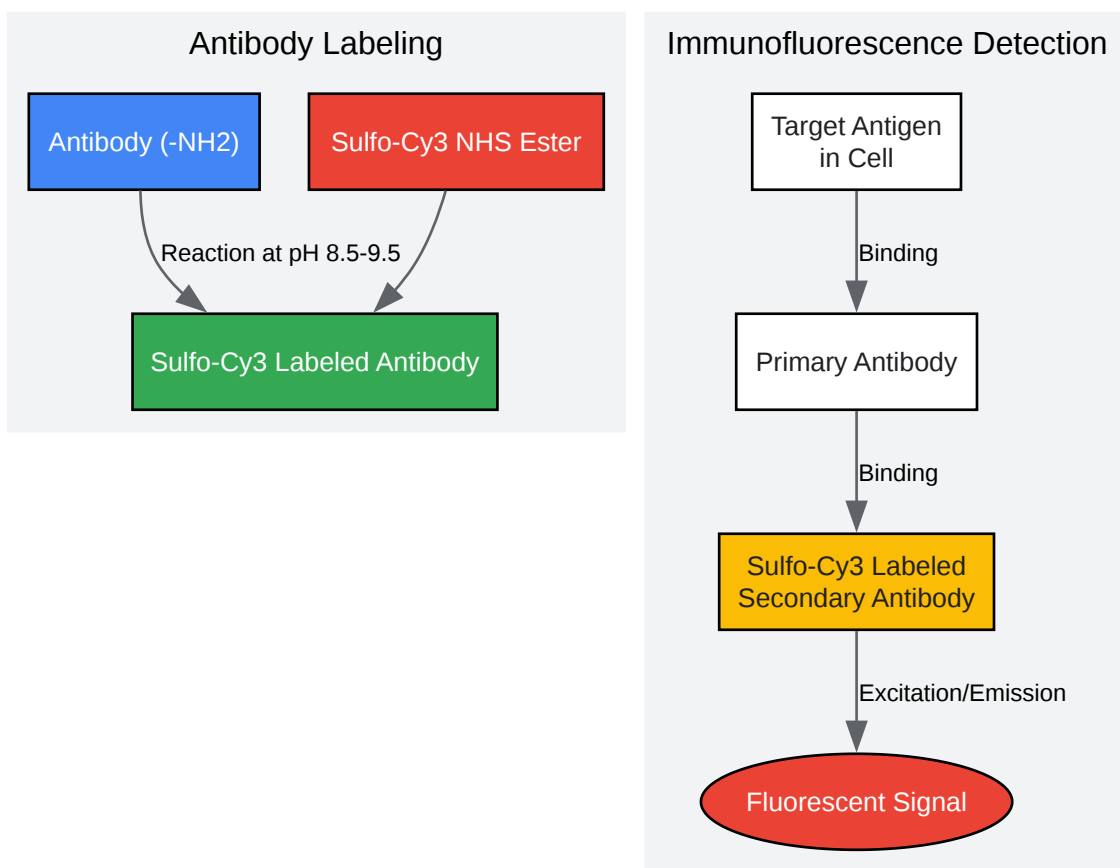 Antibody Labeling
Antibody (-NH2)
Sulfo-Cy3 NHS Ester
Reaction at pH 8.5-9.5
Sulfo-Cy3 Labeled Antibody
Immunofluorescence Detection
Target Antigen
in Cell
Binding
Primary Antibody
Binding
Sulfo-Cy3 Labeled
Secondary Antibody
Excitation/Emission
Fluorescent Signal